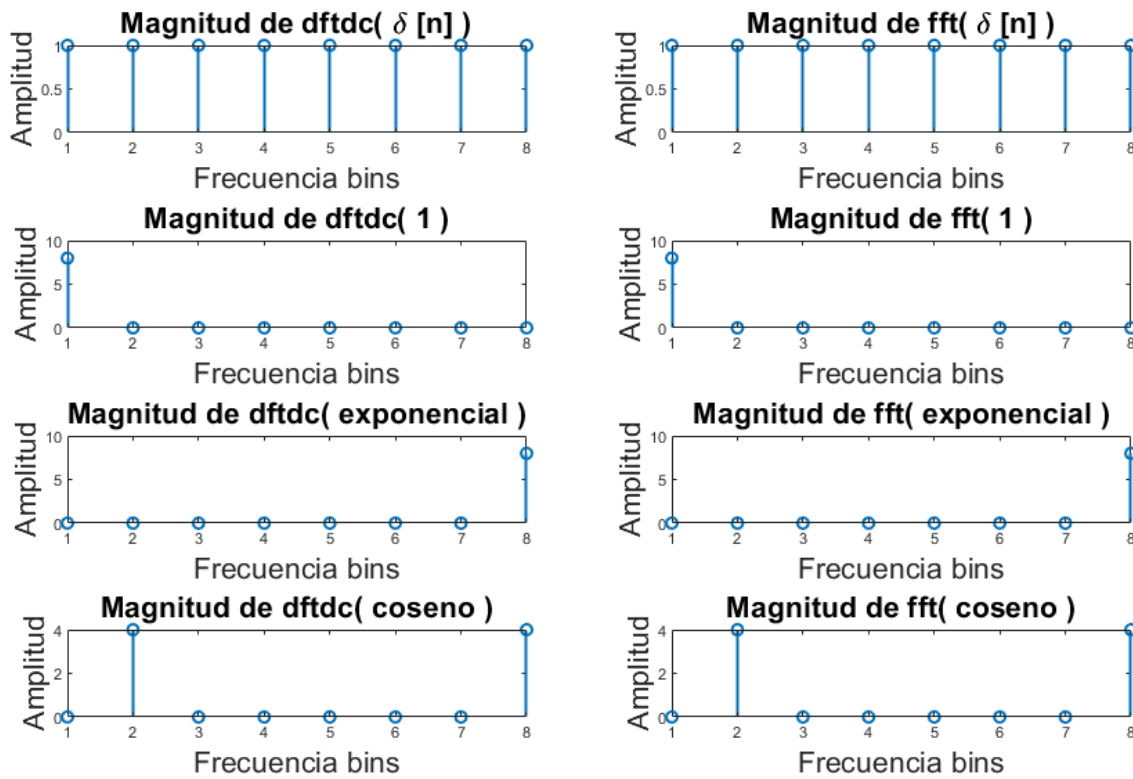 Magnitud de dftdc( δ [n] )
Amplitud
1
0.5
0
1 2 3 4 5 6 7 8
Frecuencia bins
Magnitud de fft( δ [n] )
Amplitud
1
0.5
0
1 2 3 4 5 6 7 8
Frecuencia bins
Magnitud de dftdc( 1 )
Amplitud
10
5
0
1 2 3 4 5 6 7 8
Frecuencia bins
Magnitud de fft( 1 )
Amplitud
10
5
0
1 2 3 4 5 6 7 8
Frecuencia bins
Magnitud de dftdc( exponencial )
Amplitud
10
5
0
1 2 3 4 5 6 7 8
Frecuencia bins
Magnitud de fft( exponencial )
Amplitud
10
5
0
1 2 3 4 5 6 7 8
Frecuencia bins
Magnitud de dftdc( coseno )
Amplitud
4
2
0
1 2 3 4 5 6 7 8
Frecuencia bins
Magnitud de fft( coseno )
Amplitud
4
2
0
1 2 3 4 5 6 7 8
Frecuencia bins